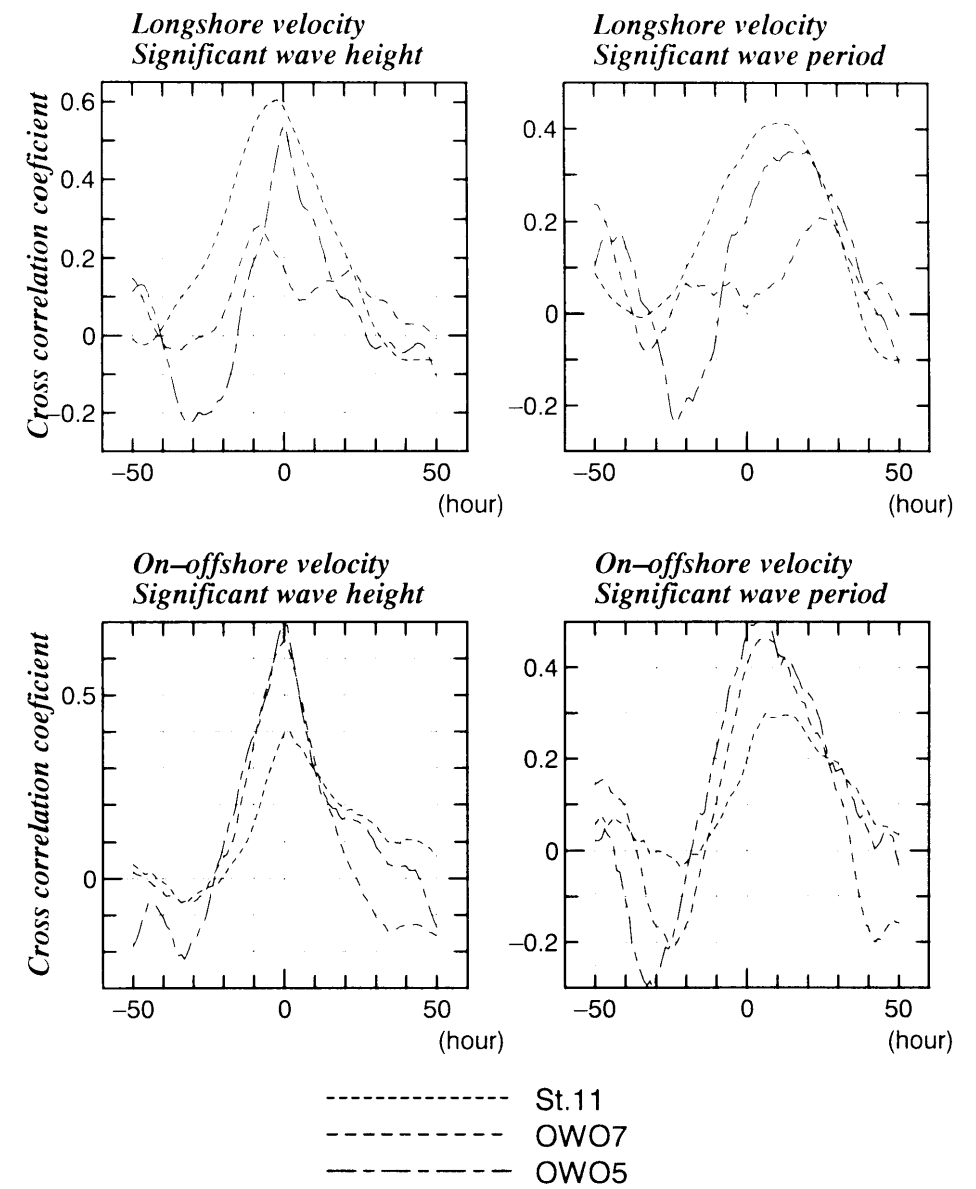 Longshore velocity
Significant wave height
Cross correlation coeficient
0.6
0.4
0.2
0
−0.2
−50 0 50
(hour)
Longshore velocity
Significant wave period
0.4
0.2
0
−0.2
−50 0 50
(hour)
On–offshore velocity
Significant wave height
Cross correlation coeficient
0.5
0
−50 0 50
(hour)
On–offshore velocity
Significant wave period
0.4
0.2
0
−0.2
−50 0 50
(hour)
St.11
OWO7
OWO5